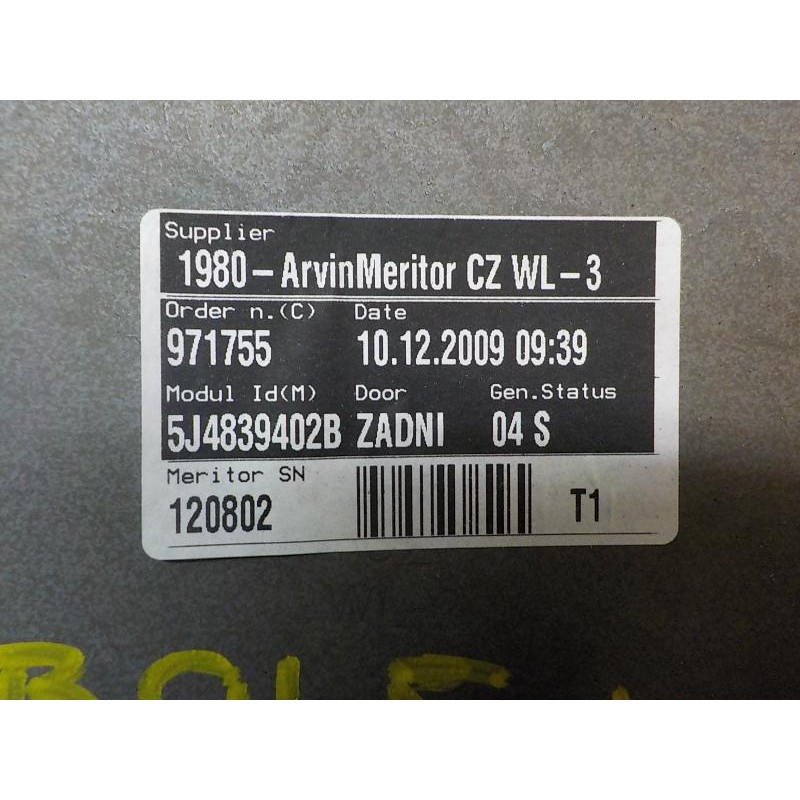 Supplier
1980-ArvinMeritor CZ WL-3
Order n.(C) Date
971755 10.12.2009 09:39
Modul Id(M) Door Gen.Status
5J4839402B ZADNI 04 S
Meritor SN
120802 T1